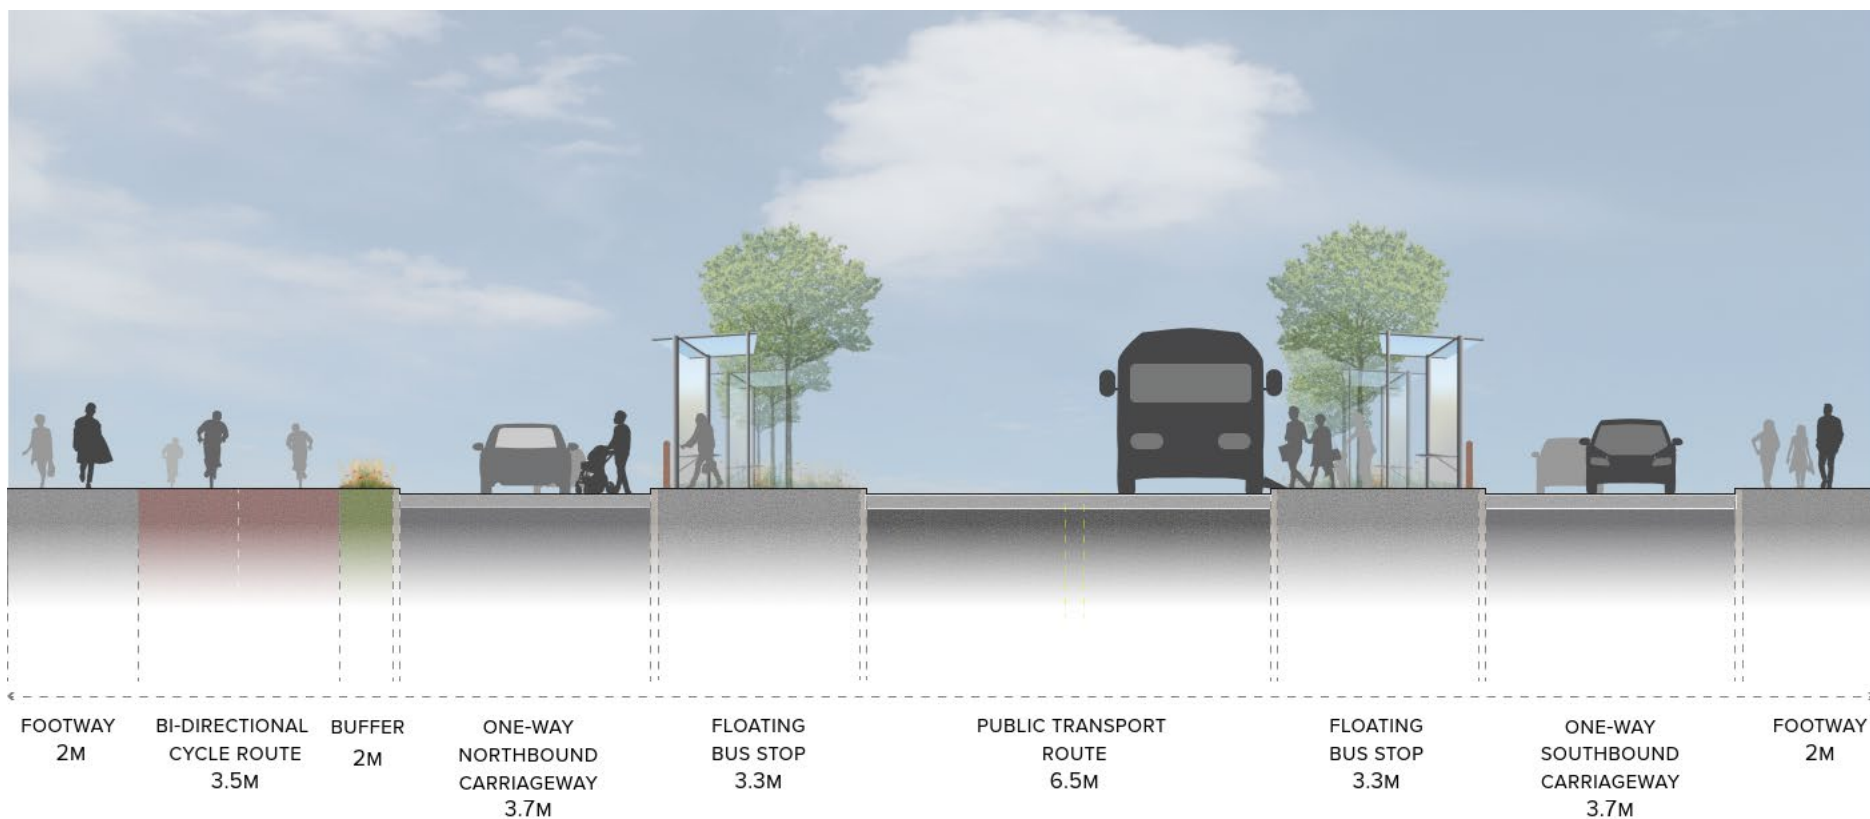 FOOTWAY
2M
BI-DIRECTIONAL
CYCLE ROUTE
3.5M
BUFFER
2M
ONE-WAY
NORTHBOUND
CARRIAGEWAY
3.7M
FLOATING
BUS STOP
3.3M
PUBLIC TRANSPORT
ROUTE
6.5M
FLOATING
BUS STOP
3.3M
ONE-WAY
SOUTHBOUND
CARRIAGEWAY
3.7M
FOOTWAY
2M